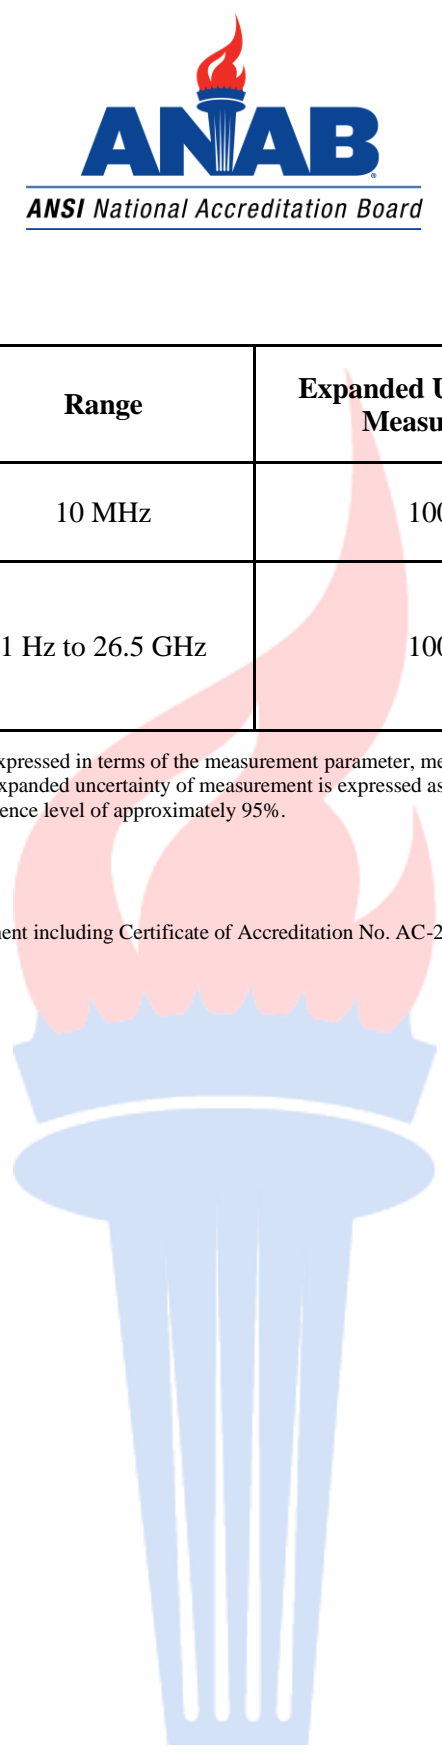 ANAB
ANSI National Accreditation Board
Range
Expanded U
Measu
10 MHz
100
1 Hz to 26.5 GHz
100
xpressed in terms of the measurement parameter, me
xpanded uncertainty of measurement is expressed as
ence level of approximately 95%.
ent including Certificate of Accreditation No. AC-2